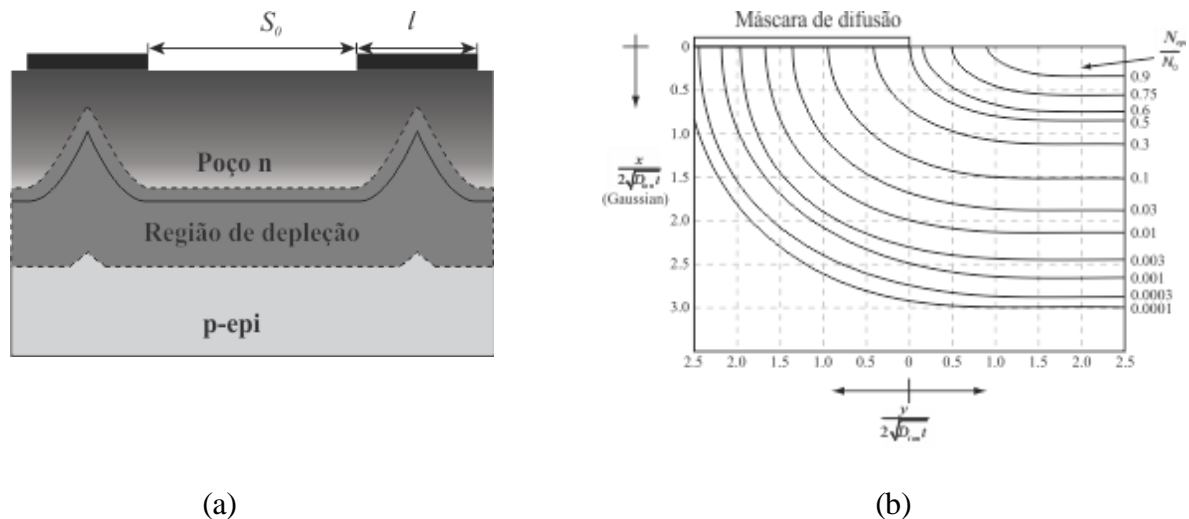 S₀
l
Poço n
Região de depleção
p-epi
(a)
Máscara de difusão
0
0.5
1.0
1.5
2.0
2.5
3.0
x
(Gaussian)
N
N₀
0.9
0.75
0.6
0.5
0.3
0.1
0.03
0.01
0.003
0.001
0.0003
0.0001
2.5 2.0 1.5 1.0 0.5 0 0.5 1.0 1.5 2.0 2.5
y
(b)